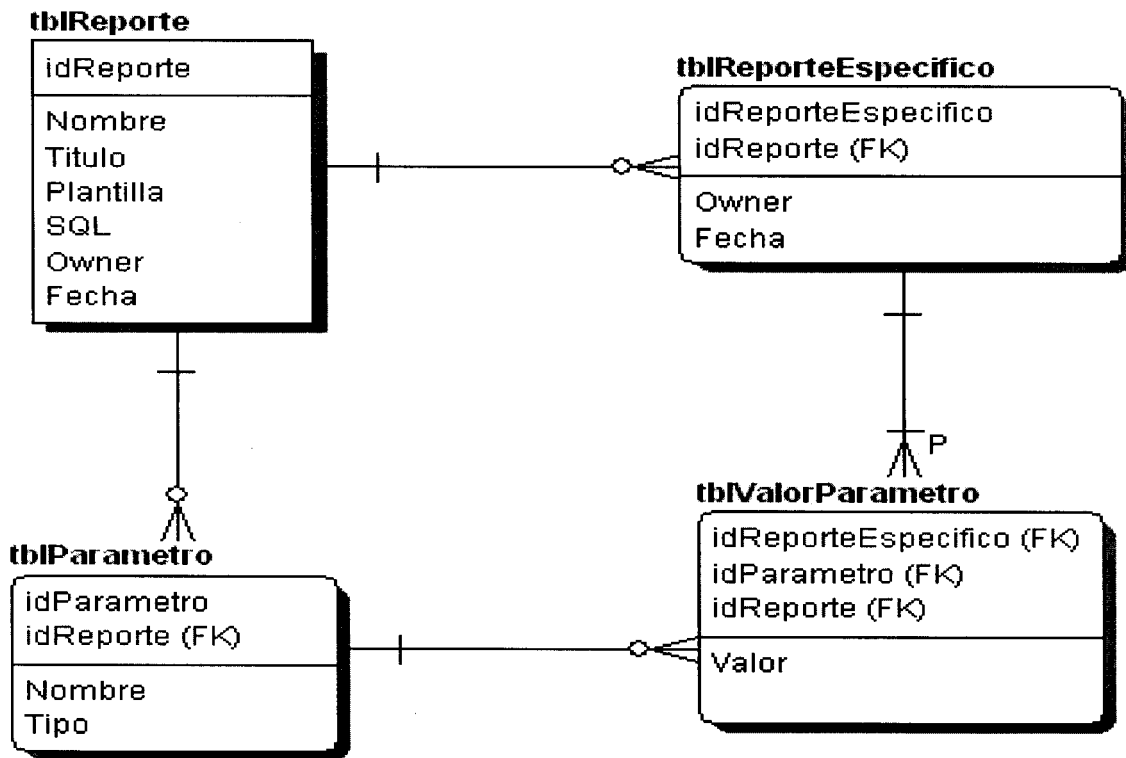 tblReporte
idReporte
Nombre
Titulo
Plantilla
SQL
Owner
Fecha
tblReporteEspecifico
idReporteEspecifico
idReporte (FK)
Owner
Fecha
P
tblParametro
idParametro
idReporte (FK)
Nombre
Tipo
tblValorParametro
idReporteEspecifico (FK)
idParametro (FK)
idReporte (FK)
Valor